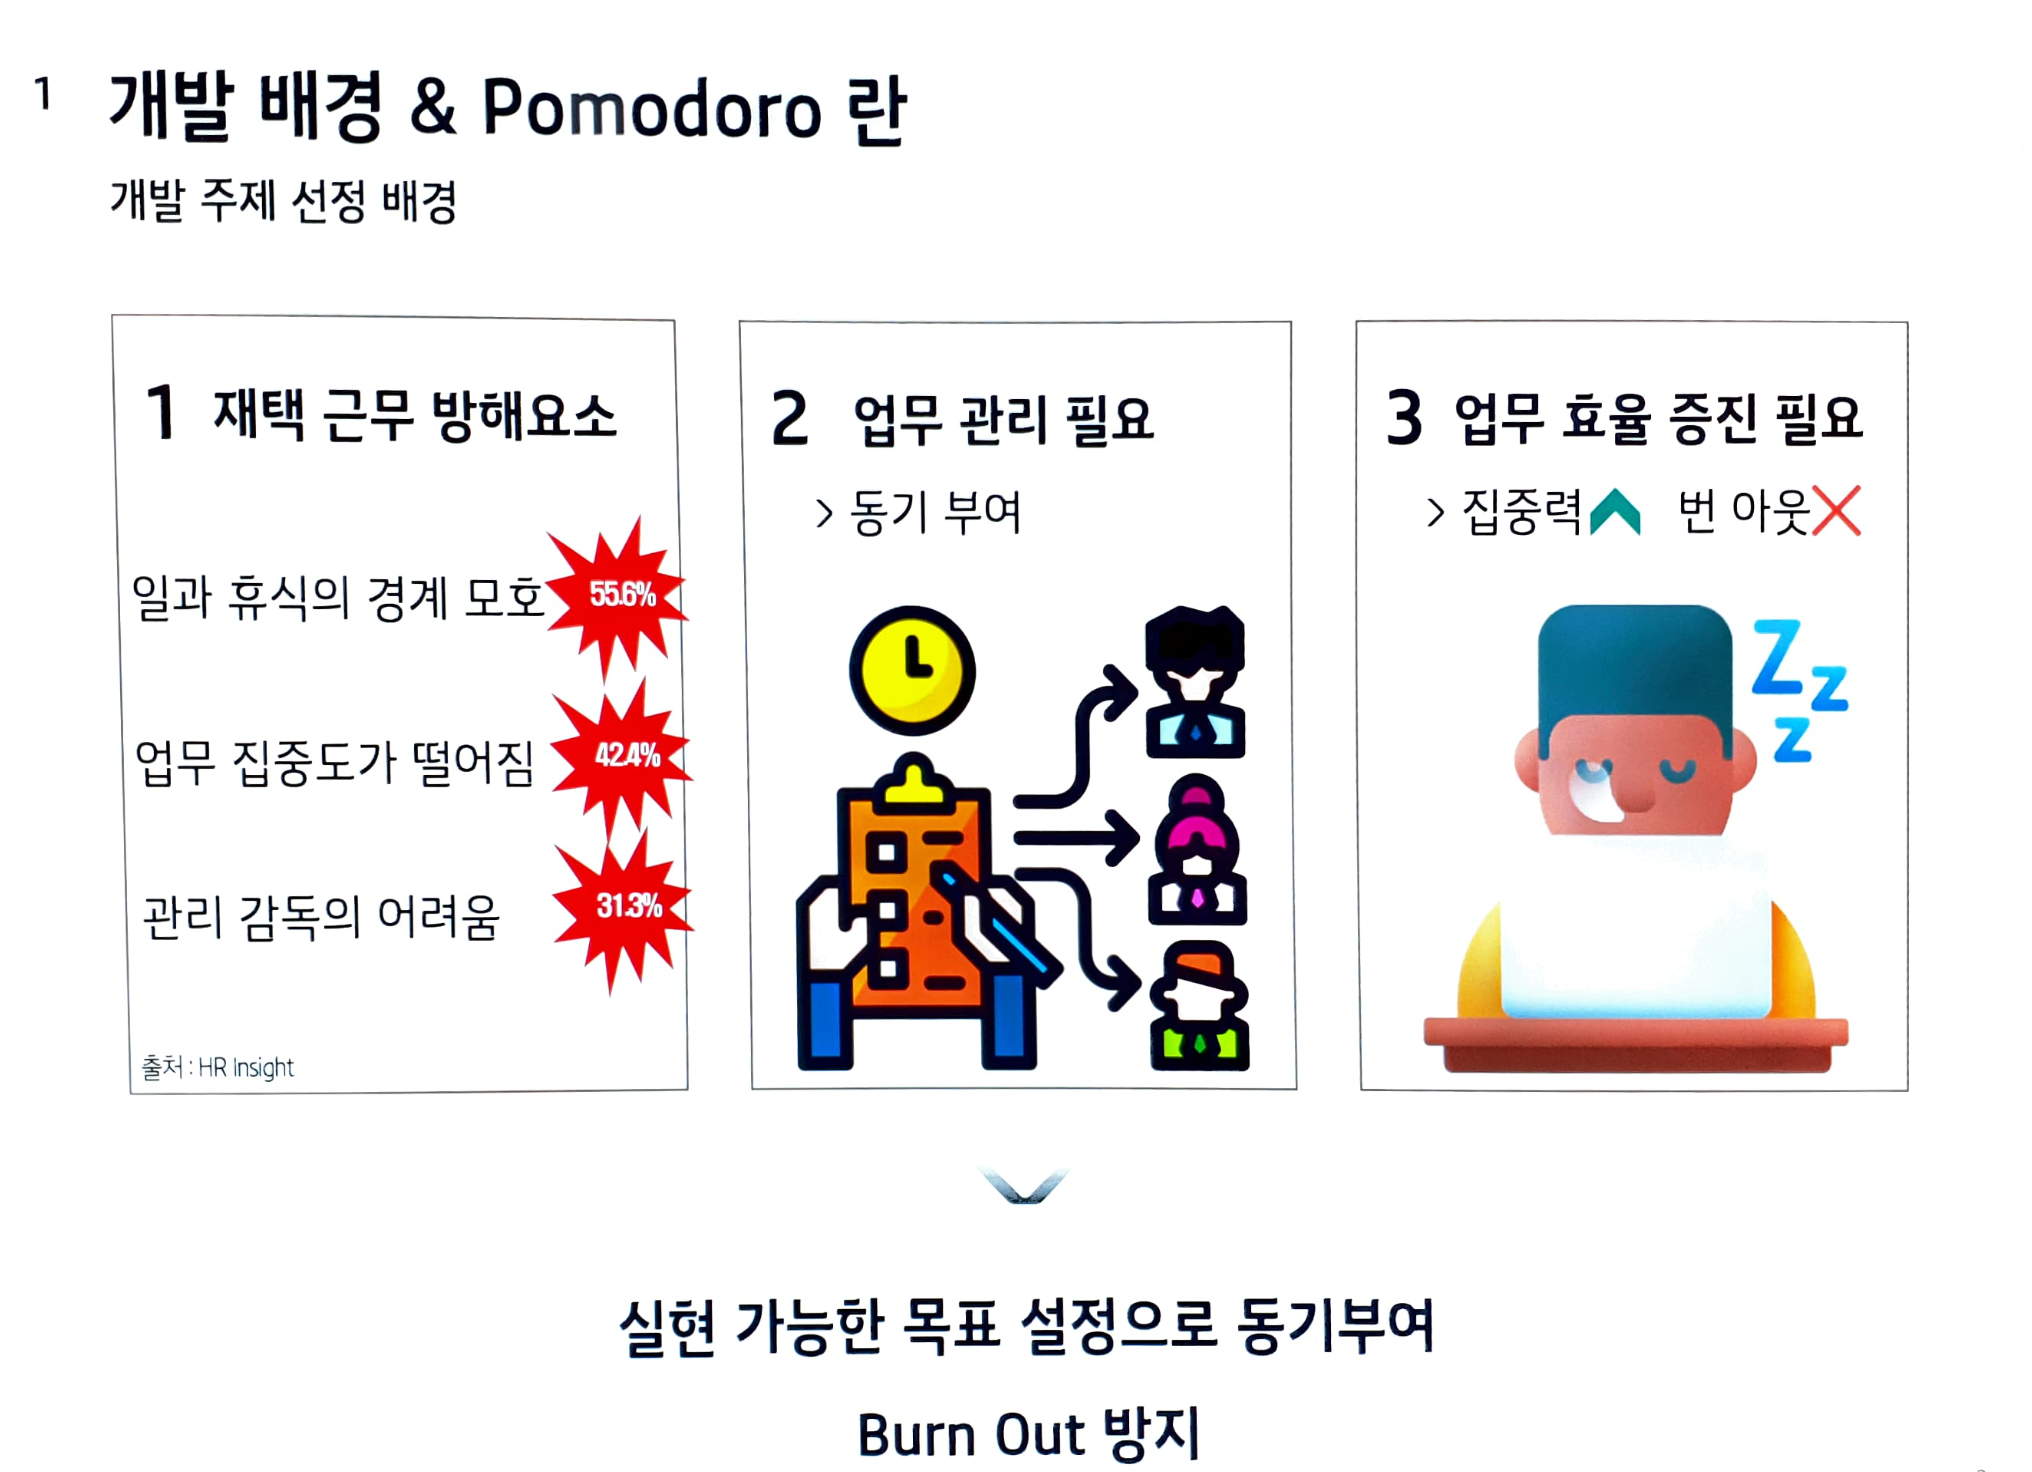 1 개발 배경 & Pomodoro 란
개발 주제 선정 배경
1 재택 근무 방해요소
일과 휴식의 경계 모호 55.6%
업무 집중도가 떨어짐 42.4%
관리 감독의 어려움 31.3%
출처 : HR Insight
2 업무 관리 필요
> 동기 부여
3 업무 효율 증진 필요
> 집중력 번 아웃
Z z z
실현 가능한 목표 설정으로 동기부여
Burn Out 방지